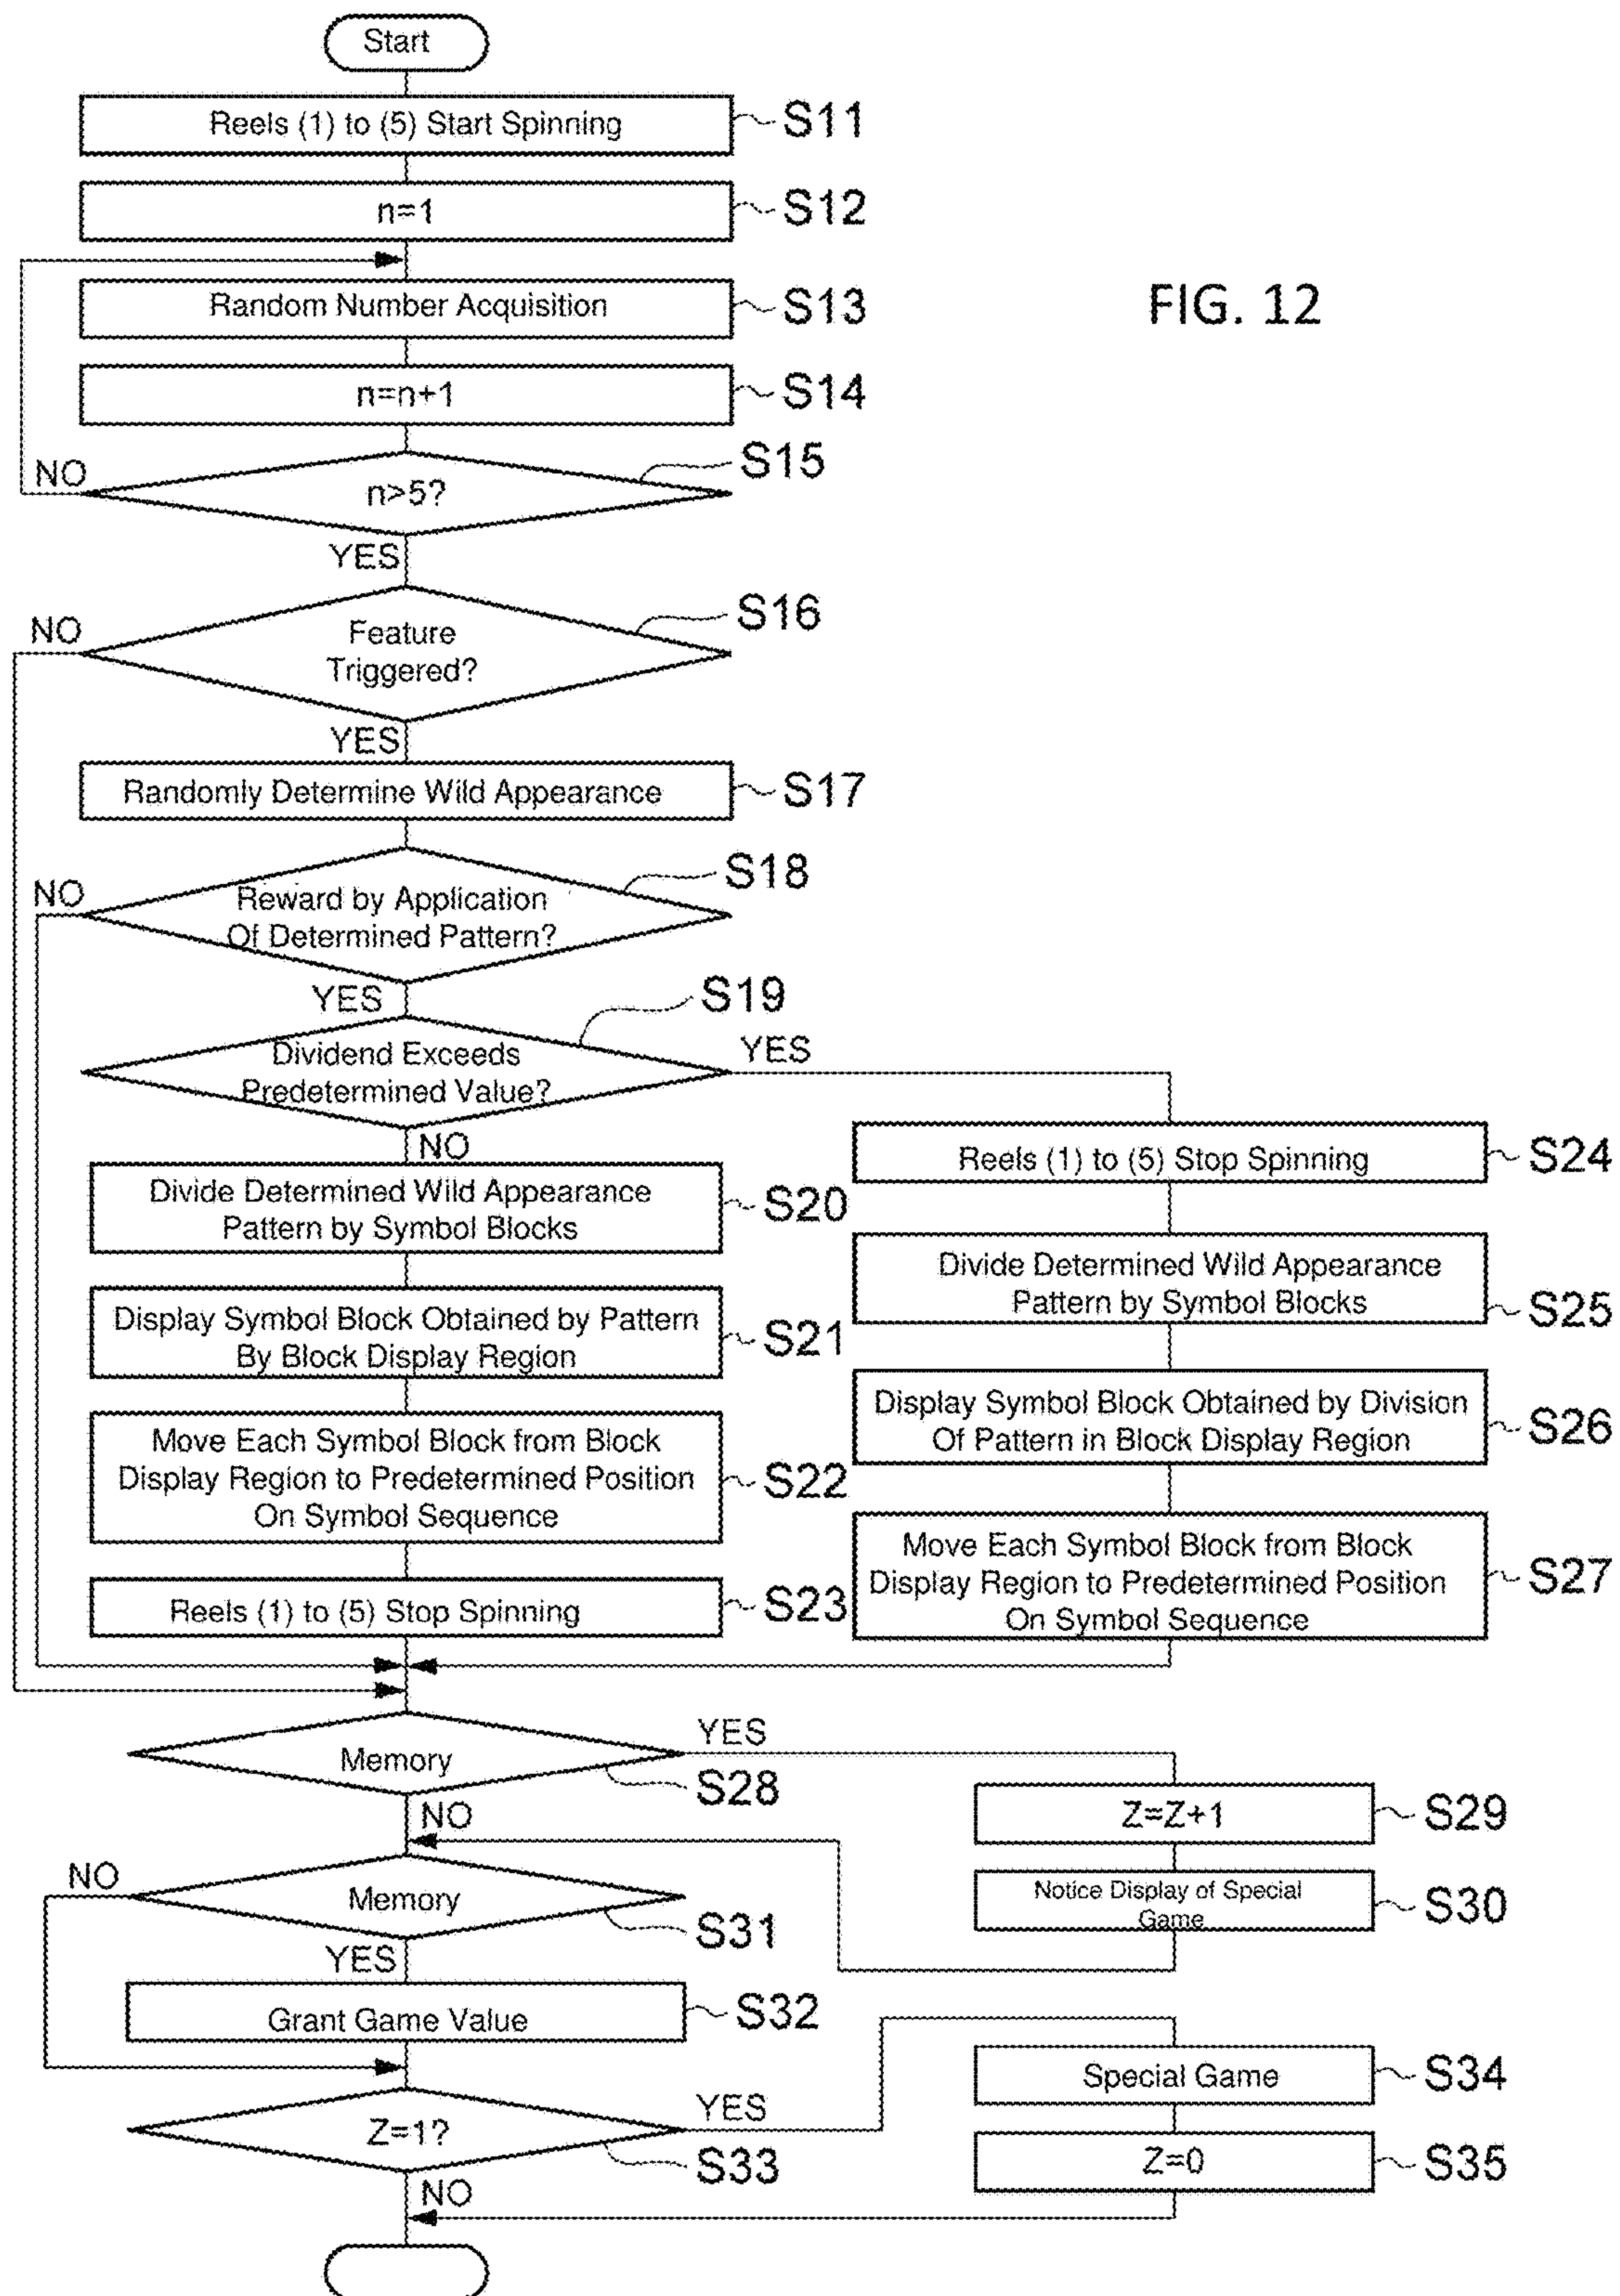 Start
Reels (1) to (5) Start Spinning
S11
n=1
S12
Random Number Acquisition
S13
FIG. 12
n=n+1
S14
n>5?
S15
NO
YES
Feature
Triggered?
S16
NO
YES
Randomly Determine Wild Appearance
S17
Reward by Application
Of Determined Pattern?
S18
NO
YES
Dividend Exceeds
Predetermined Value?
S19
YES
NO
Divide Determined Wild Appearance
Pattern by Symbol Blocks
S20
Display Symbol Block Obtained by Pattern
By Block Display Region
S21
Move Each Symbol Block from Block
Display Region to Predetermined Position
On Symbol Sequence
S22
Reels (1) to (5) Stop Spinning
S23
Reels (1) to (5) Stop Spinning
S24
Divide Determined Wild Appearance
Pattern by Symbol Blocks
S25
Display Symbol Block Obtained by Division
Of Pattern in Block Display Region
S26
Move Each Symbol Block from Block
Display Region to Predetermined Position
On Symbol Sequence
S27
Memory
S28
YES
NO
Z=Z+1
S29
Notice Display of Special
Game
S30
Memory
S31
NO
YES
Grant Game Value
S32
Z=1?
S33
YES
NO
Special Game
S34
Z=0
S35